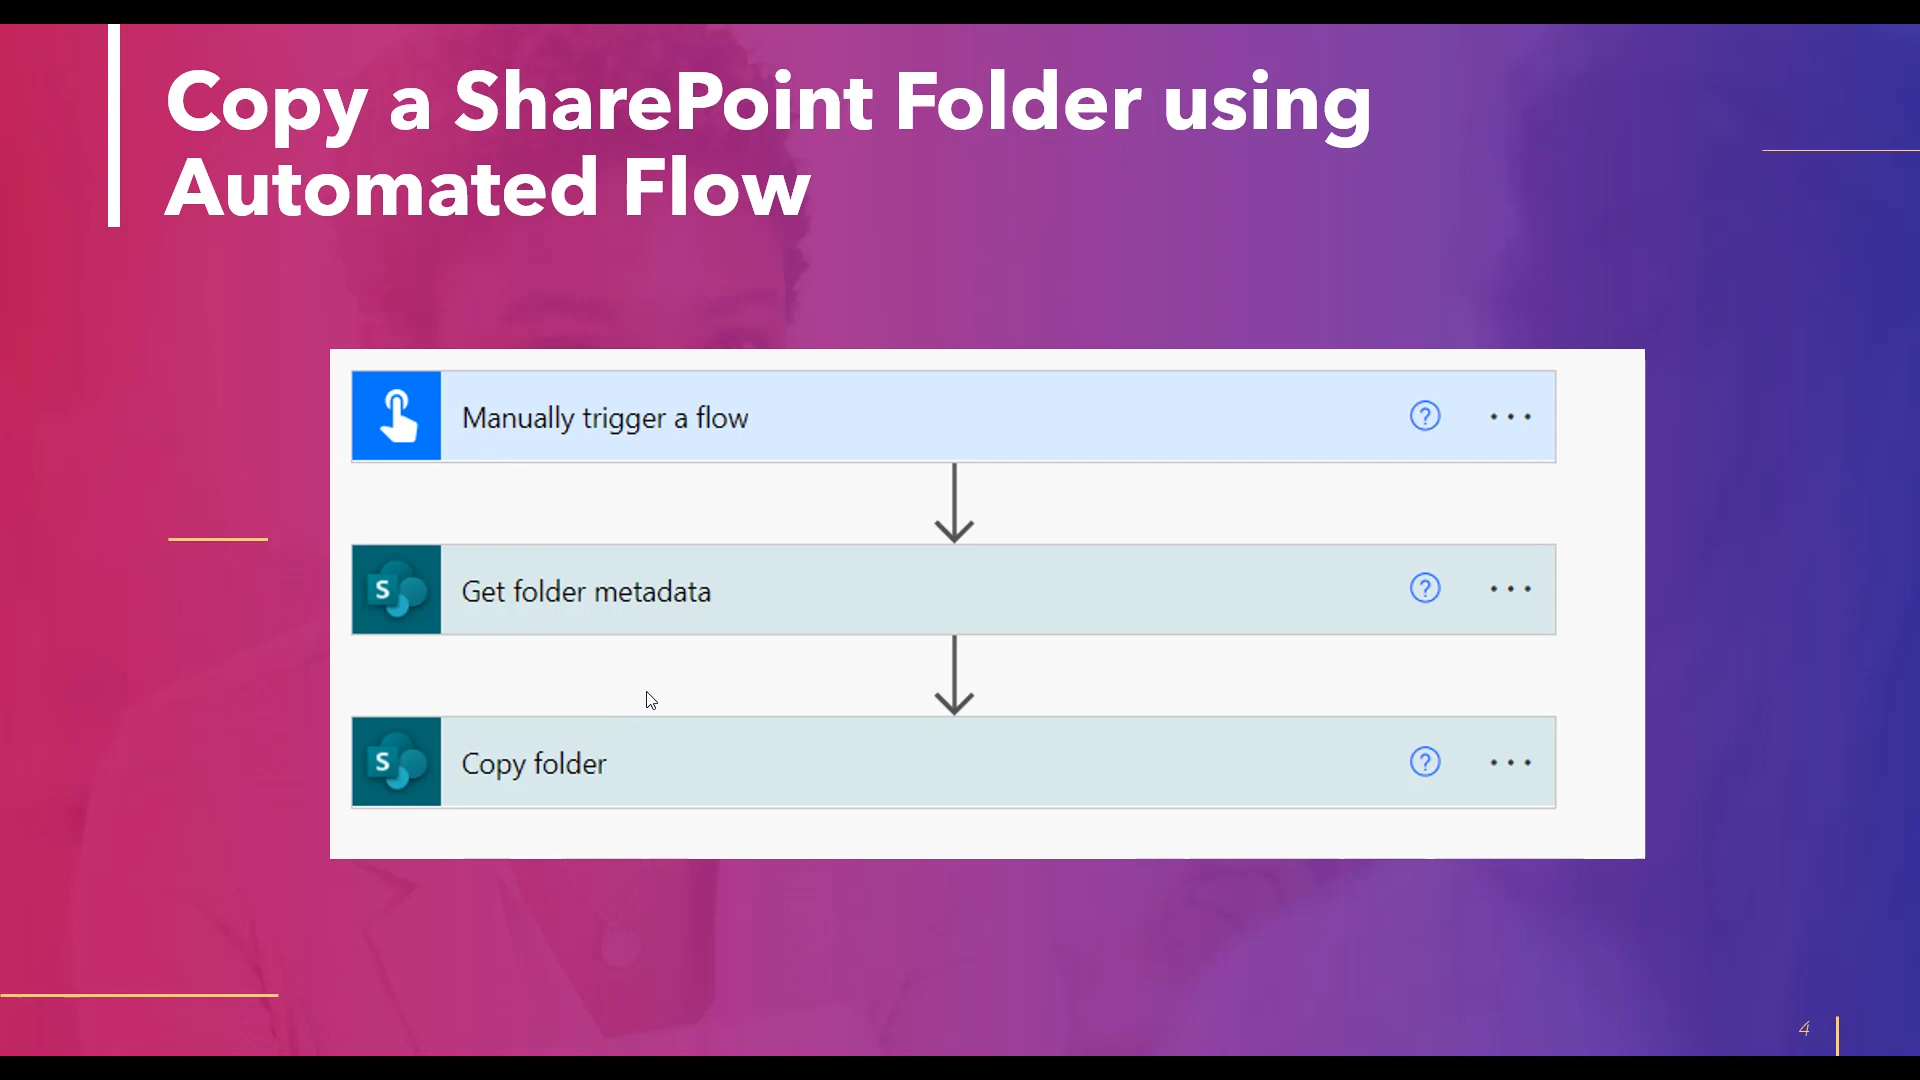 Copy a SharePoint Folder using
Automated Flow
Manually trigger a flow
? ...
S Get folder metadata
? ...
S Copy folder
? ...
4